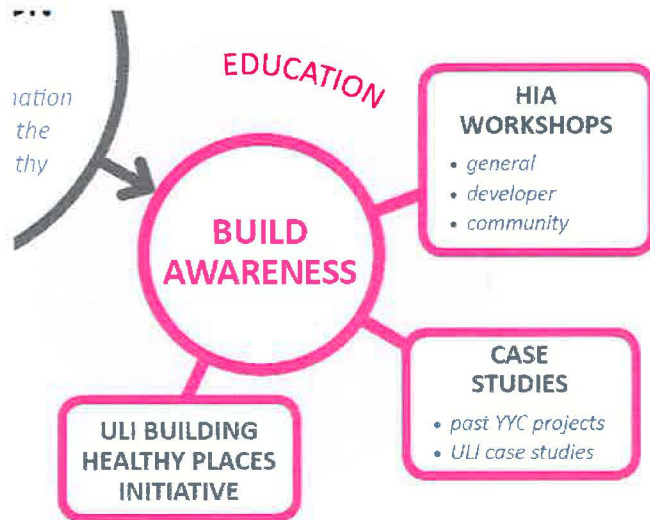 the
thy
EDUCATION
BUILD
AWARENESS
HIA
WORKSHOPS
• general
• developer
• community
CASE
STUDIES
• past YYC projects
• ULI case studies
ULI BUILDING
HEALTHY PLACES
INITIATIVE